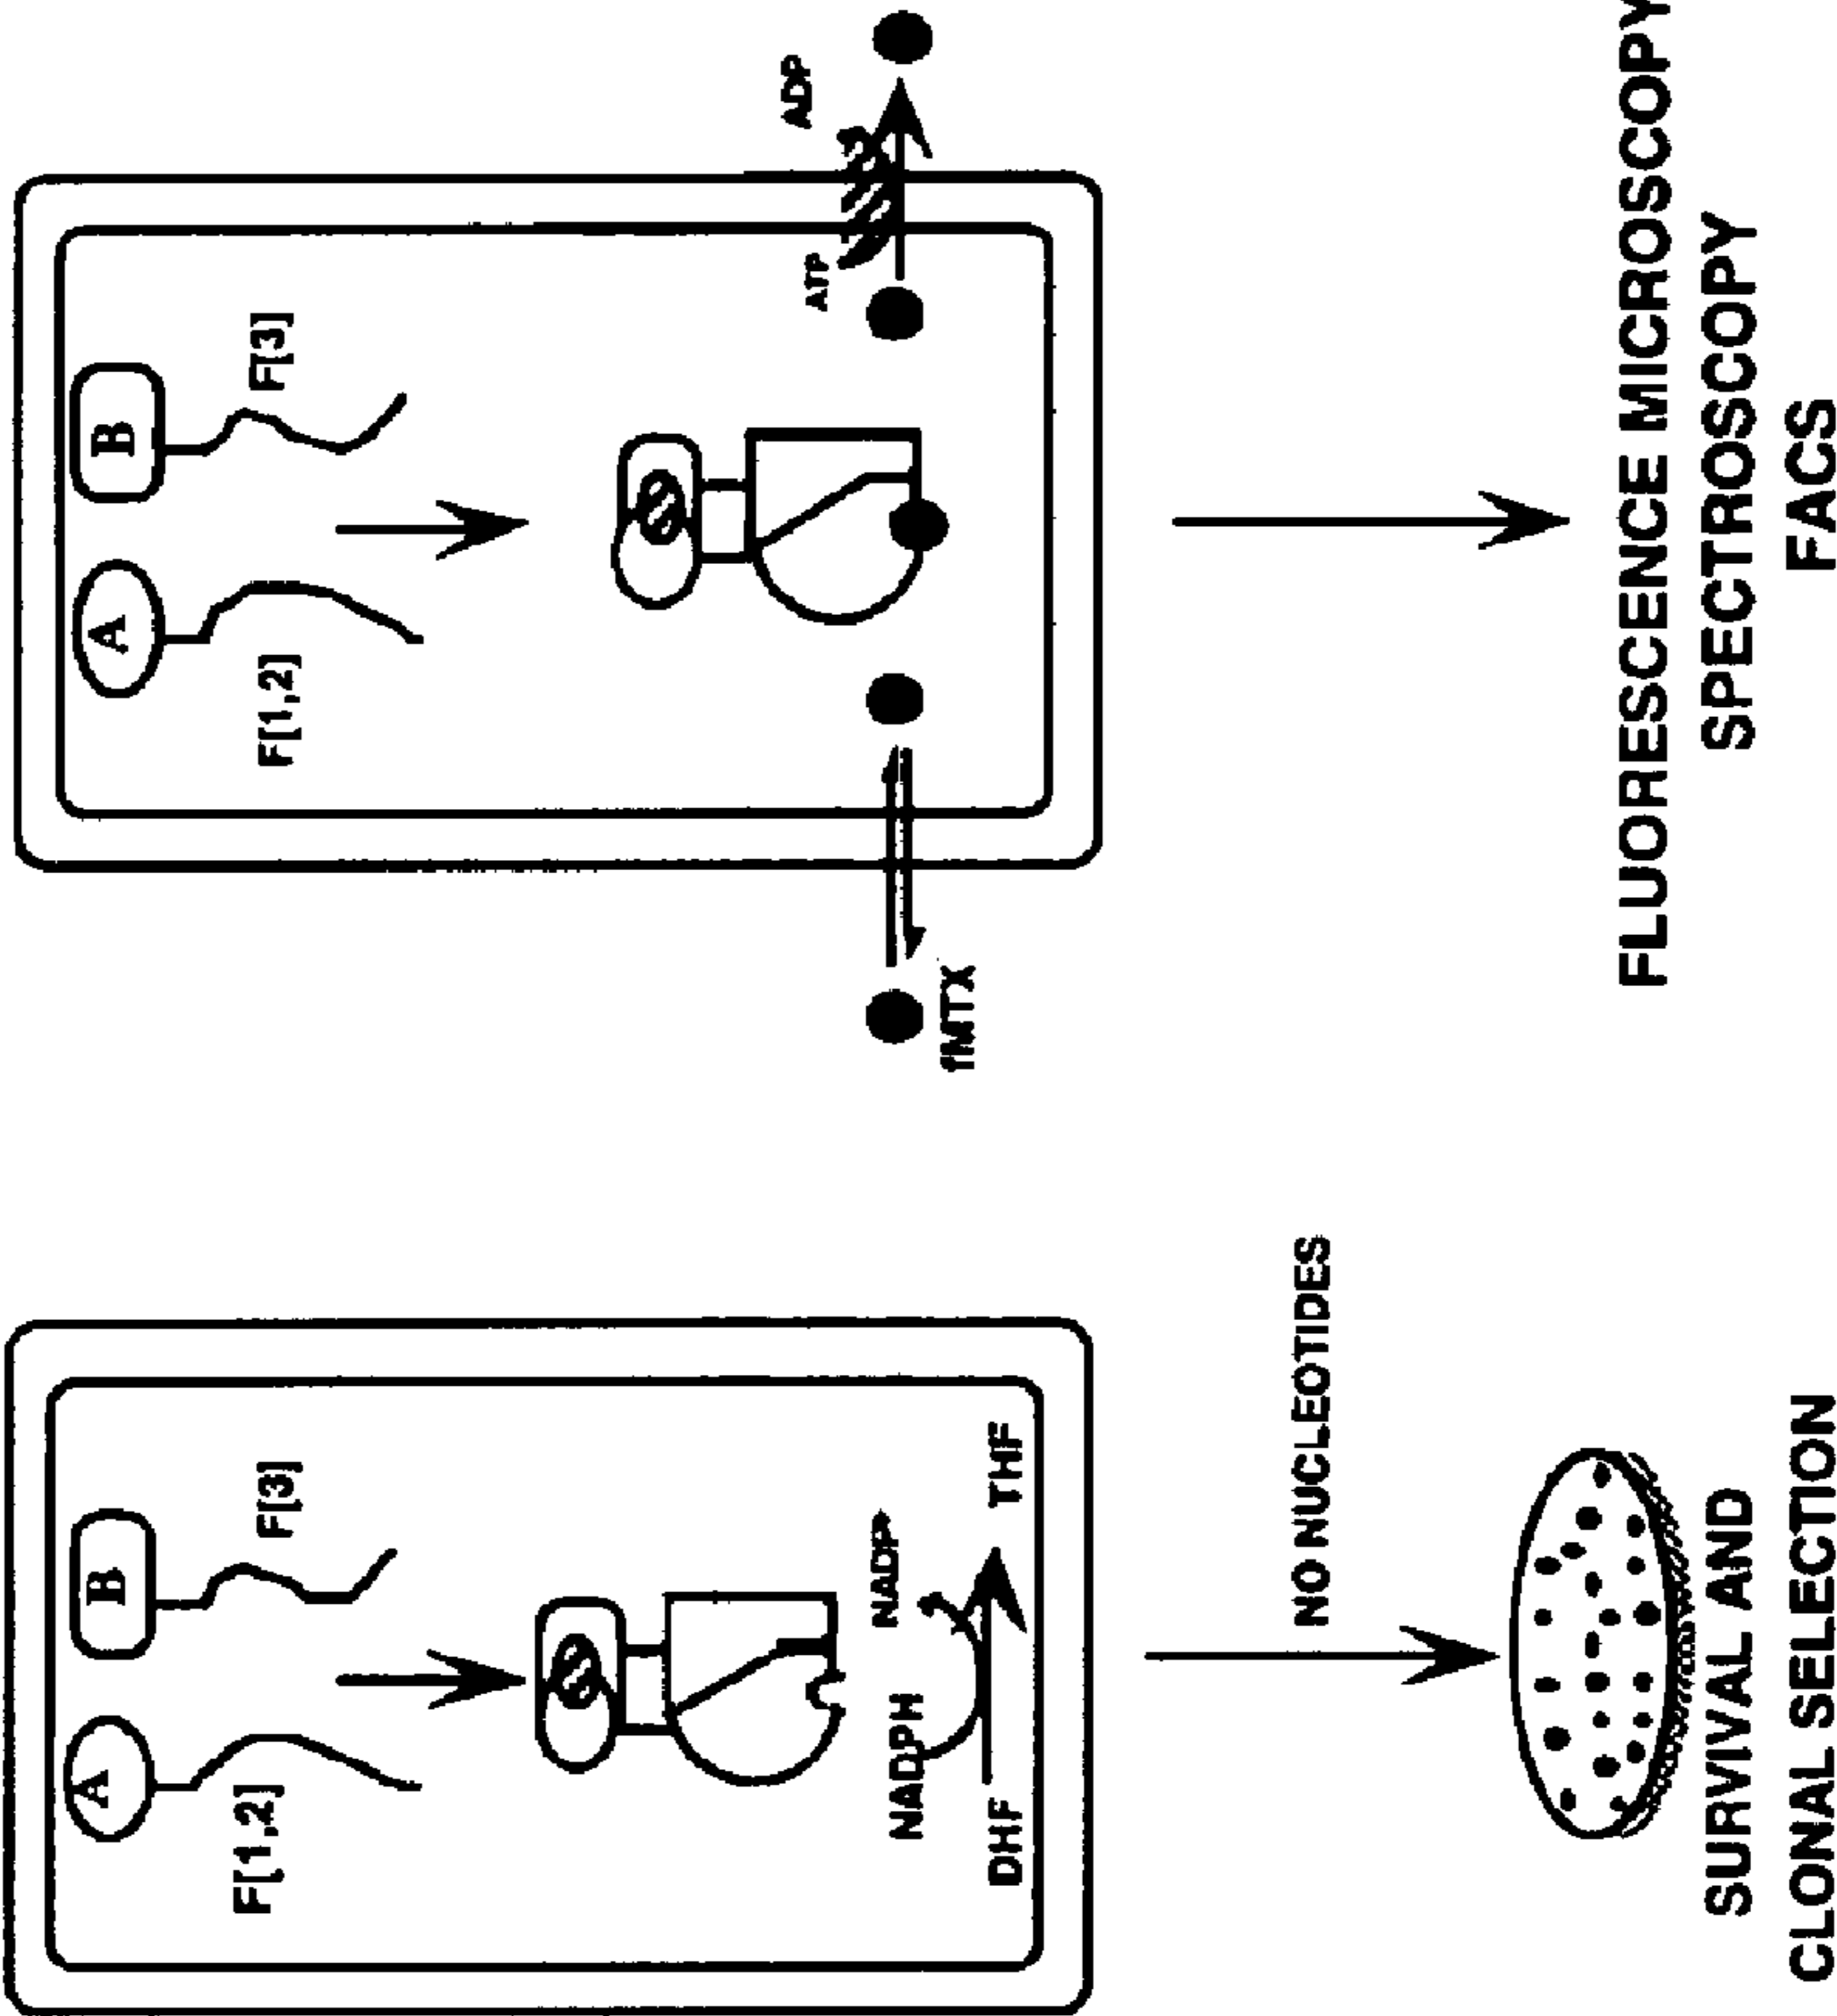 A
B
F[1,2]
F[3]
NADPH
NADP
DHF
THF
NO NUCLEOTIDES
SURVIVAL AND
CLONAL SELECTION
A
B
F[1,2]
F[3]
ATP
ADP
fMTX
FLUORESCENCE MICROSCOPY
SPECTROSCOPY
FACS